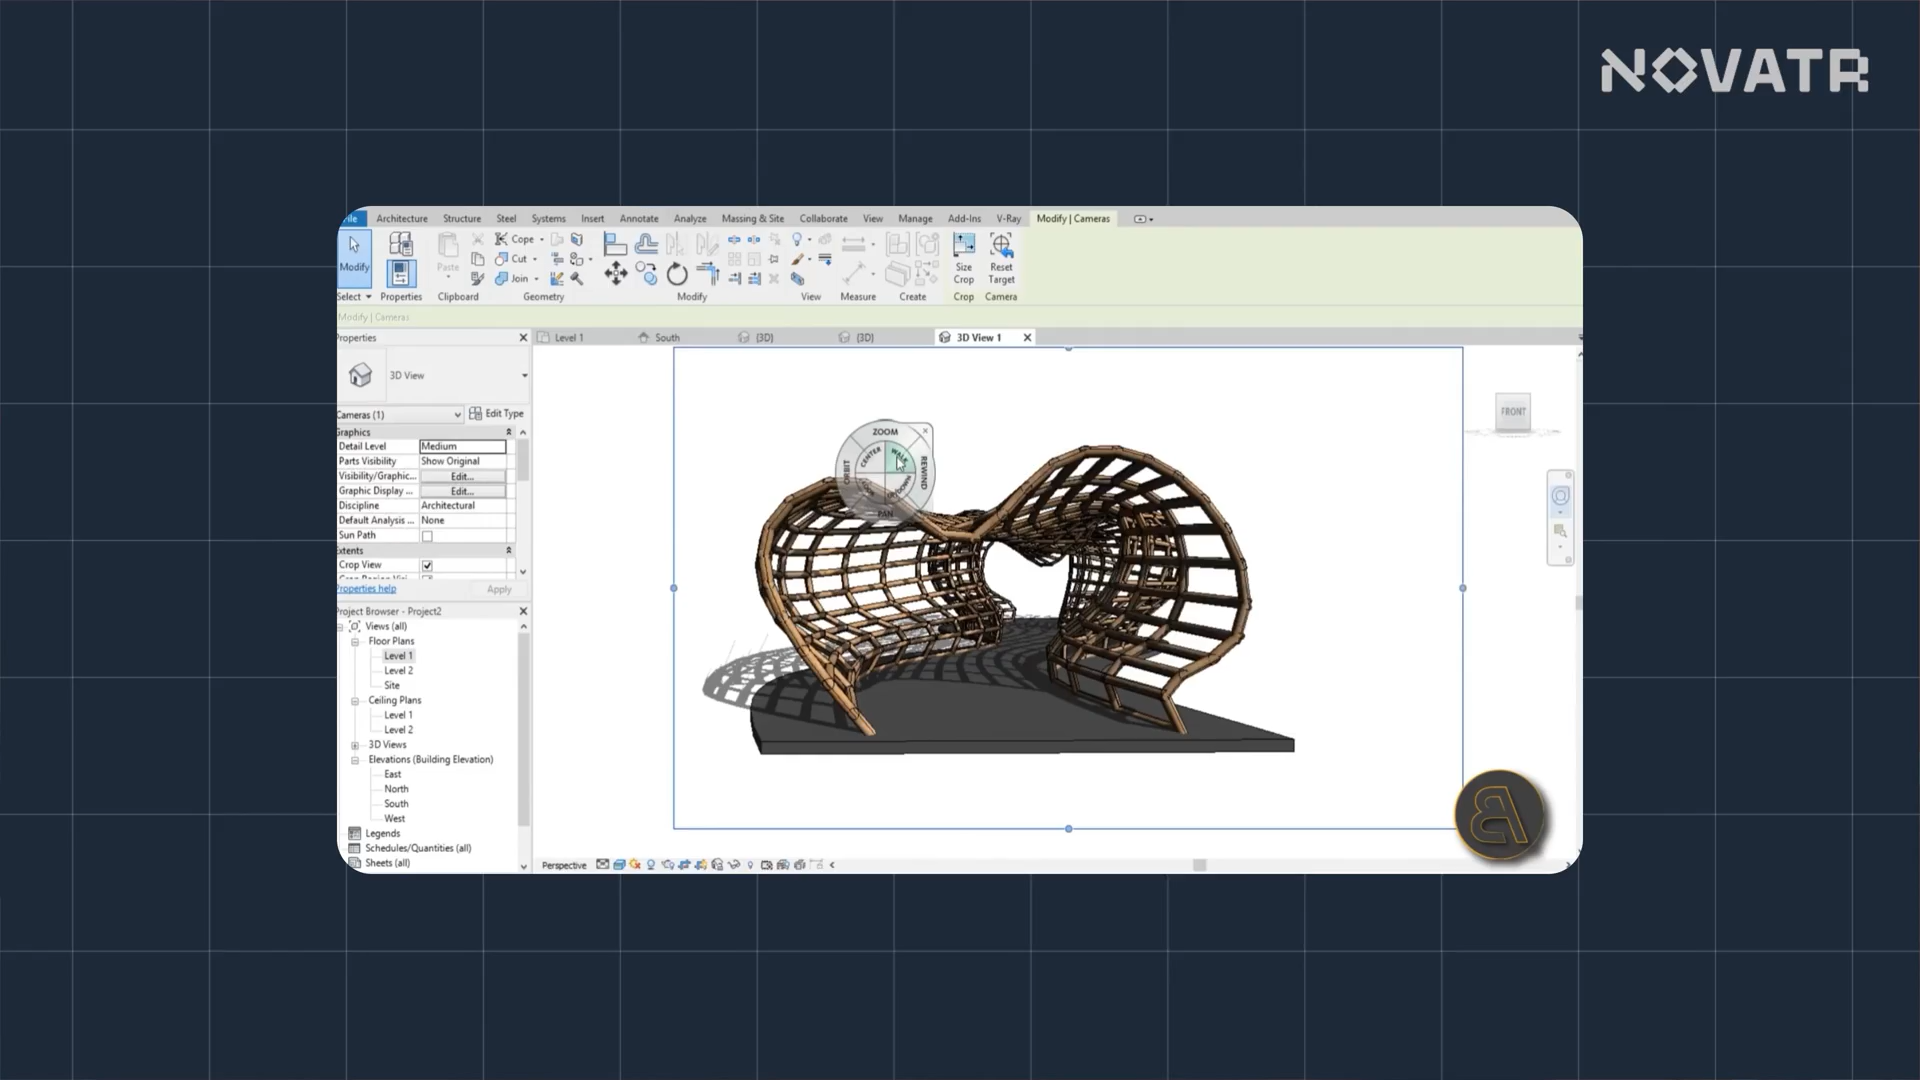 NOVATR
File Architecture Structure Steel Systems Insert Annotate Analyze Massing & Site Collaborate View Manage Add-Ins V-Ray Modify | Cameras
Modify Paste Cope Cut Join Size Crop Reset Target
Select Properties Clipboard Geometry Modify View Measure Create Crop Camera
Modify | Cameras
Properties
Level 1 South {3D} {3D} 3D View 1
3D View
Cameras (1) Edit Type
Graphics
Detail Level Medium
Parts Visibility Show Original
Visibility/Graphic... Edit...
Graphic Display ... Edit...
Discipline Architectural
Default Analysis ... None
Sun Path
Extents
Crop View
Properties help Apply
Project Browser - Project2
Views (all)
Floor Plans
Level 1
Level 2
Site
Ceiling Plans
Level 1
Level 2
3D Views
Elevations (Building Elevation)
East
North
South
West
Legends
Schedules/Quantities (all)
Sheets (all)
ZOOM
CENTER WALK
ORBIT REWIND
LOOK UP/DOWN
PAN
FRONT
Perspective